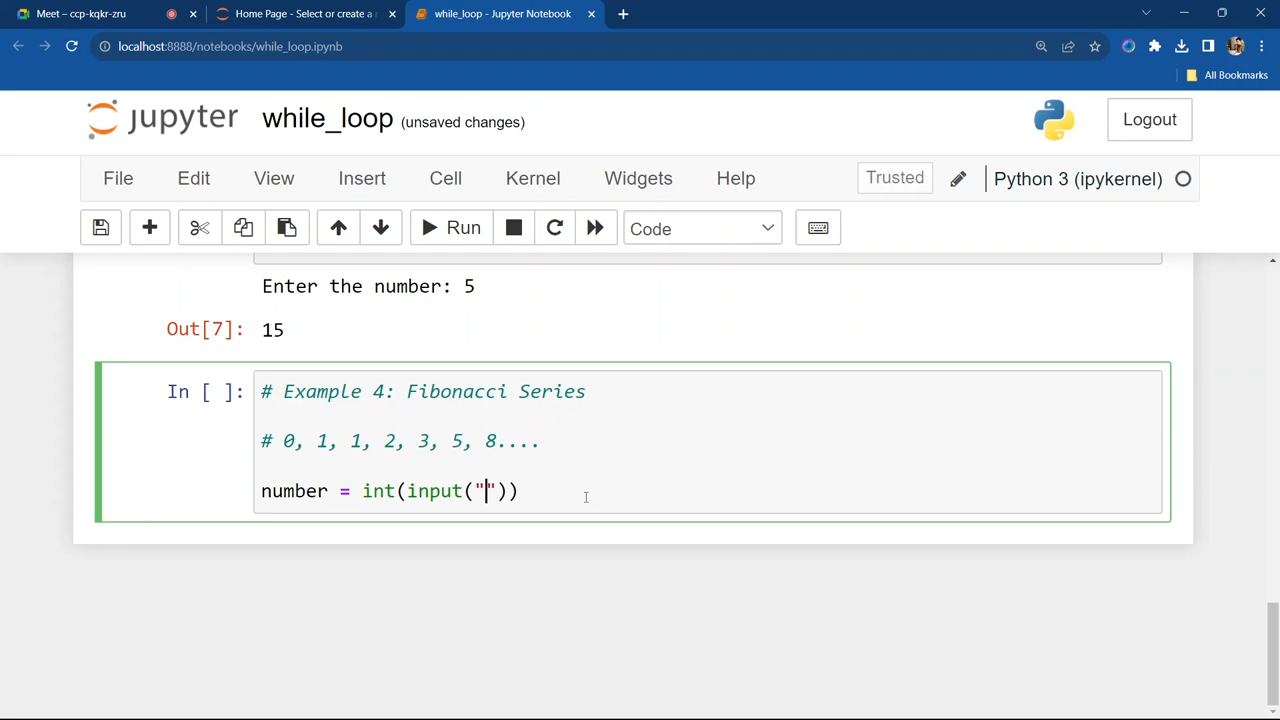 Meet – ccp-kqkr-zru
Home Page - Select or create a
while_loop - Jupyter Notebook
localhost:8888/notebooks/while_loop.ipynb
All Bookmarks
jupyter while_loop (unsaved changes)
Logout
File Edit View Insert Cell Kernel Widgets Help
Trusted
Python 3 (ipykernel)
Run
Code
Enter the number: 5
Out[7]: 15
In [ ]: # Example 4: Fibonacci Series
# 0, 1, 1, 2, 3, 5, 8....
number = int(input(""))